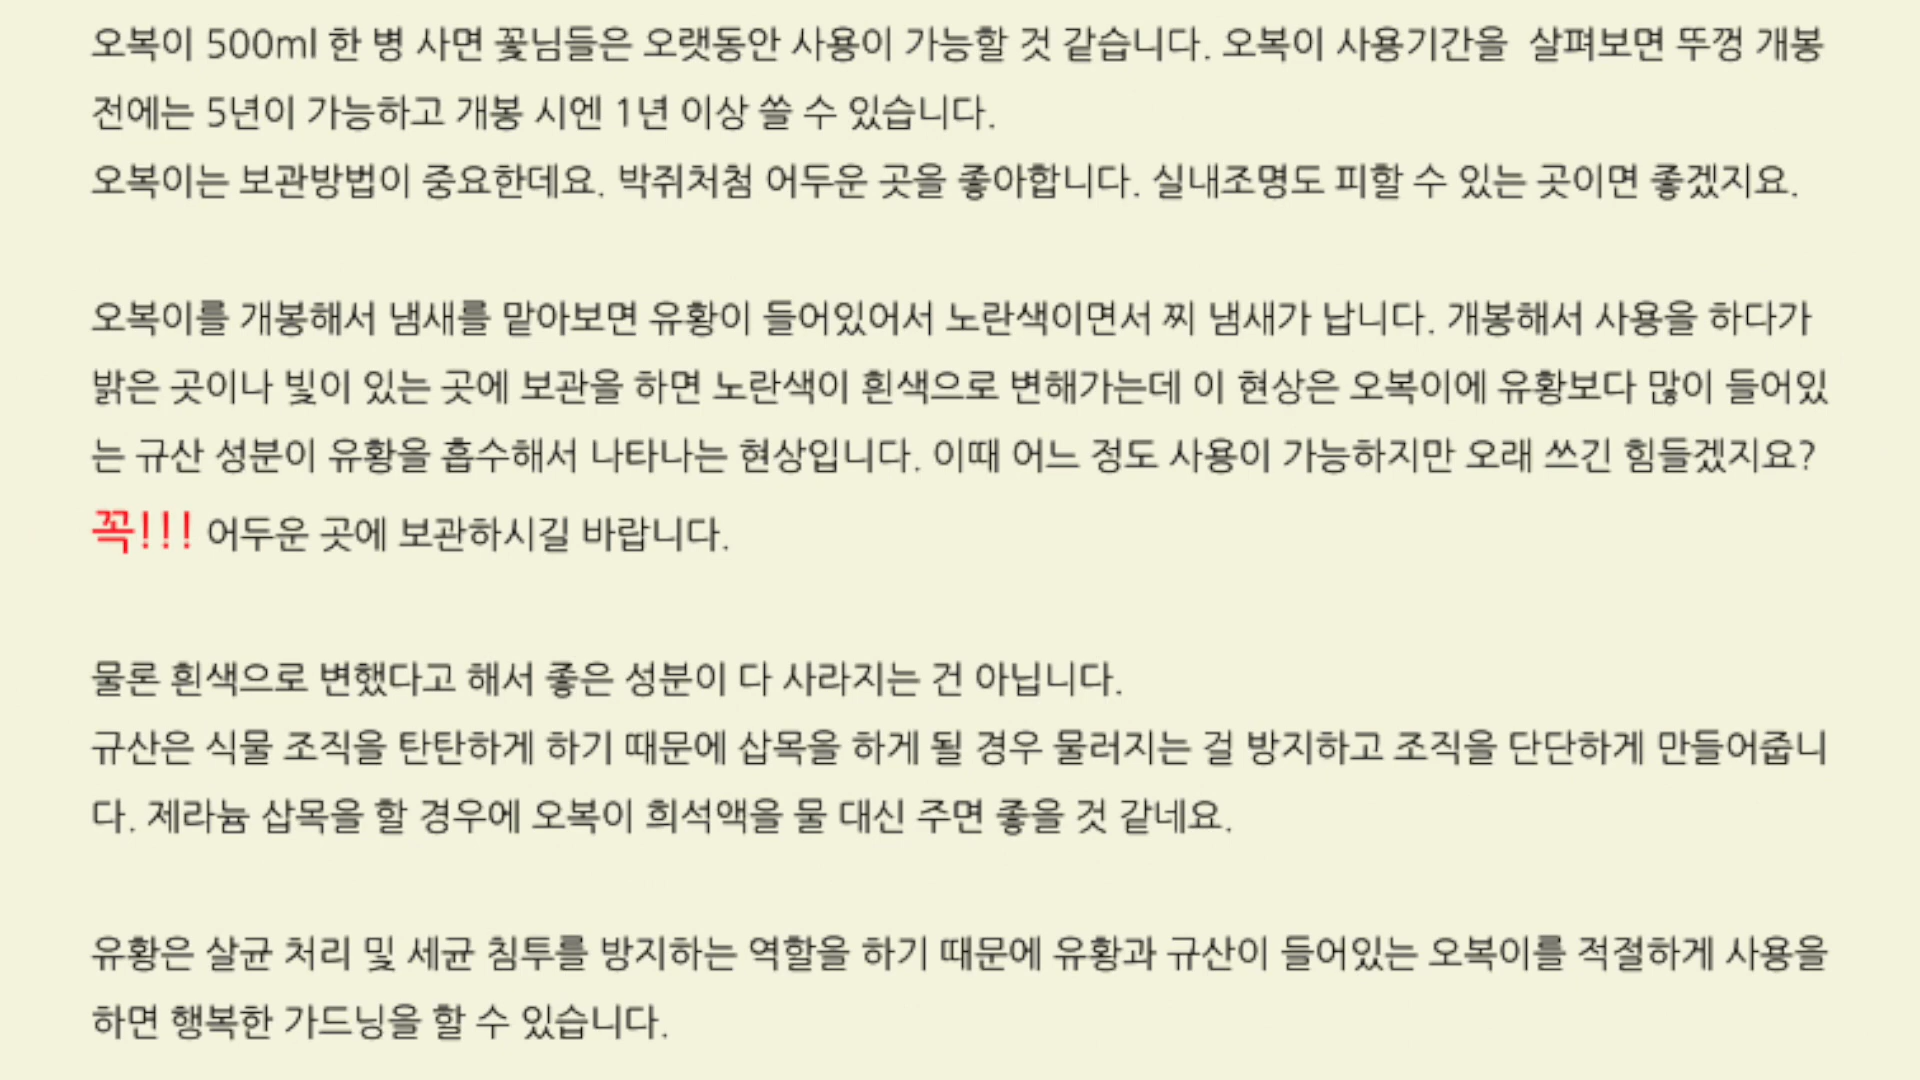 오복이 500ml 한 병 사면 꽃님들은 오랫동안 사용이 가능할 것 같습니다. 오복이 사용기간을 살펴보면 뚜껑 개봉
전에는 5년이 가능하고 개봉 시엔 1년 이상 쓸 수 있습니다.
오복이는 보관방법이 중요한데요. 박쥐처첨 어두운 곳을 좋아합니다. 실내조명도 피할 수 있는 곳이면 좋겠지요.
오복이를 개봉해서 냄새를 맡아보면 유황이 들어있어서 노란색이면서 찌 냄새가 납니다. 개봉해서 사용을 하다가
밝은 곳이나 빛이 있는 곳에 보관을 하면 노란색이 흰색으로 변해가는데 이 현상은 오복이에 유황보다 많이 들어있
는 규산 성분이 유황을 흡수해서 나타나는 현상입니다. 이때 어느 정도 사용이 가능하지만 오래 쓰긴 힘들겠지요?
꼭!!! 어두운 곳에 보관하시길 바랍니다.
물론 흰색으로 변했다고 해서 좋은 성분이 다 사라지는 건 아닙니다.
규산은 식물 조직을 탄탄하게 하기 때문에 삽목을 하게 될 경우 물러지는 걸 방지하고 조직을 단단하게 만들어줍니
다. 제라늄 삽목을 할 경우에 오복이 희석액을 물 대신 주면 좋을 것 같네요.
유황은 살균 처리 및 세균 침투를 방지하는 역할을 하기 때문에 유황과 규산이 들어있는 오복이를 적절하게 사용을
하면 행복한 가드닝을 할 수 있습니다.